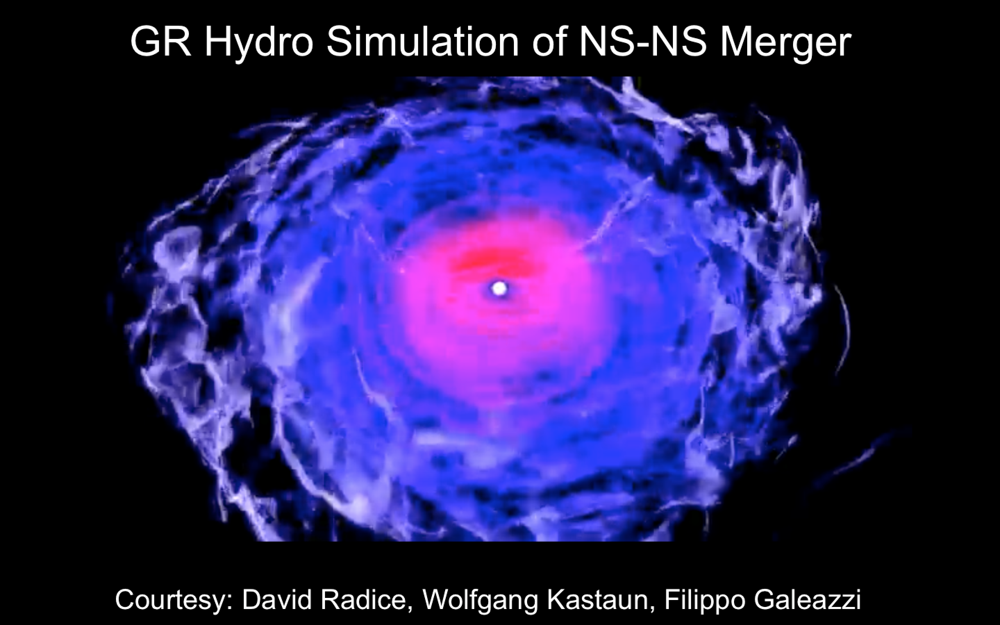 GR Hydro Simulation of NS-NS Merger
Courtesy: David Radice, Wolfgang Kastaun, Filippo Galeazzi